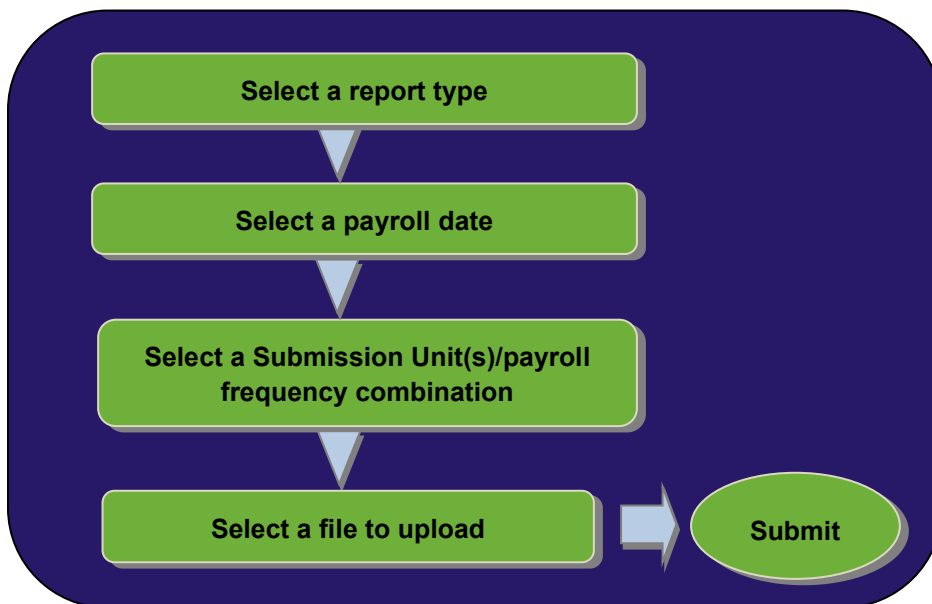 Select a report type
Select a payroll date
Select a Submission Unit(s)/payroll
frequency combination
Select a file to upload
Submit